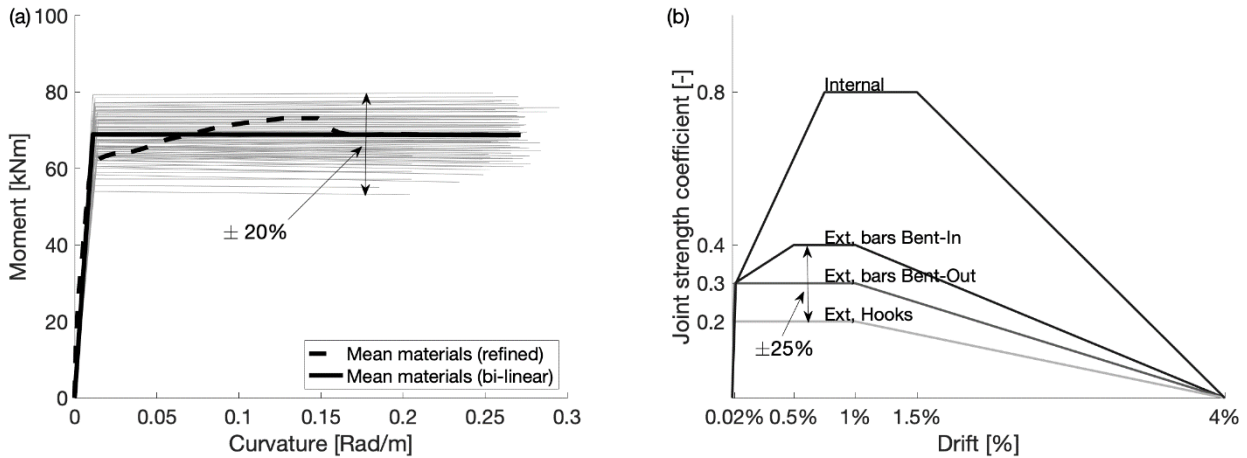 (a)
100
80
60
40
20
0
Moment [kNm]
± 20%
Mean materials (refined)
Mean materials (bi-linear)
0
0.05
0.1
0.15
0.2
0.25
0.3
Curvature [Rad/m]
(b)
Joint strength coefficient [-]
0.8
0.4
0.3
0.2
Internal
Ext, bars Bent-In
Ext, bars Bent-Out
Ext, Hooks
±25%
0.02%
0.5%
1%
1.5%
4%
Drift [%]